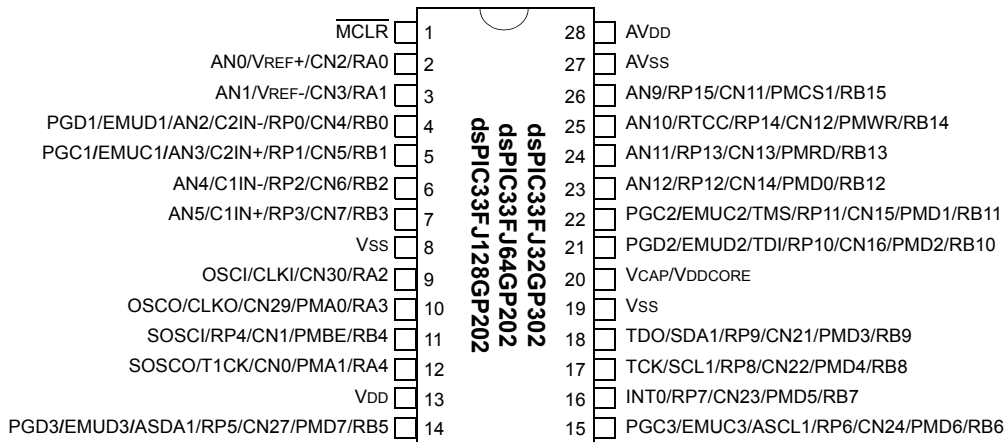 MCLR 1 28 AVDD
AN0/VREF+/CN2/RA0 2 27 AVSS
AN1/VREF-/CN3/RA1 3 26 AN9/RP15/CN11/PMCS1/RB15
PGD1/EMUD1/AN2/C2IN-/RP0/CN4/RB0 4 25 AN10/RTCC/RP14/CN12/PMWR/RB14
PGC1/EMUC1/AN3/C2IN+/RP1/CN5/RB1 5 24 AN11/RP13/CN13/PMRD/RB13
AN4/C1IN-/RP2/CN6/RB2 6 23 AN12/RP12/CN14/PMD0/RB12
AN5/C1IN+/RP3/CN7/RB3 7 22 PGC2/EMUC2/TMS/RP11/CN15/PMD1/RB11
VSS 8 21 PGD2/EMUD2/TDI/RP10/CN16/PMD2/RB10
OSCI/CLKI/CN30/RA2 9 20 VCAP/VDDCORE
OSCO/CLKO/CN29/PMA0/RA3 10 19 VSS
SOSCI/RP4/CN1/PMBE/RB4 11 18 TDO/SDA1/RP9/CN21/PMD3/RB9
SOSCO/T1CK/CN0/PMA1/RA4 12 17 TCK/SCL1/RP8/CN22/PMD4/RB8
VDD 13 16 INT0/RP7/CN23/PMD5/RB7
PGD3/EMUD3/ASDA1/RP5/CN27/PMD7/RB5 14 15 PGC3/EMUC3/ASCL1/RP6/CN24/PMD6/RB6
dsPIC33FJ32GP302
dsPIC33FJ64GP202
dsPIC33FJ128GP202